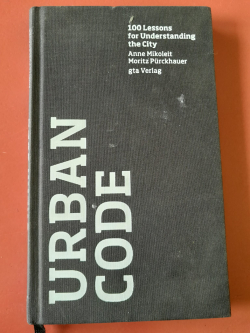 100 Lessons
for Understanding
the City
Anne Mikoleit
Moritz Pürckhauer
gta Verlag
URBAN
CODE